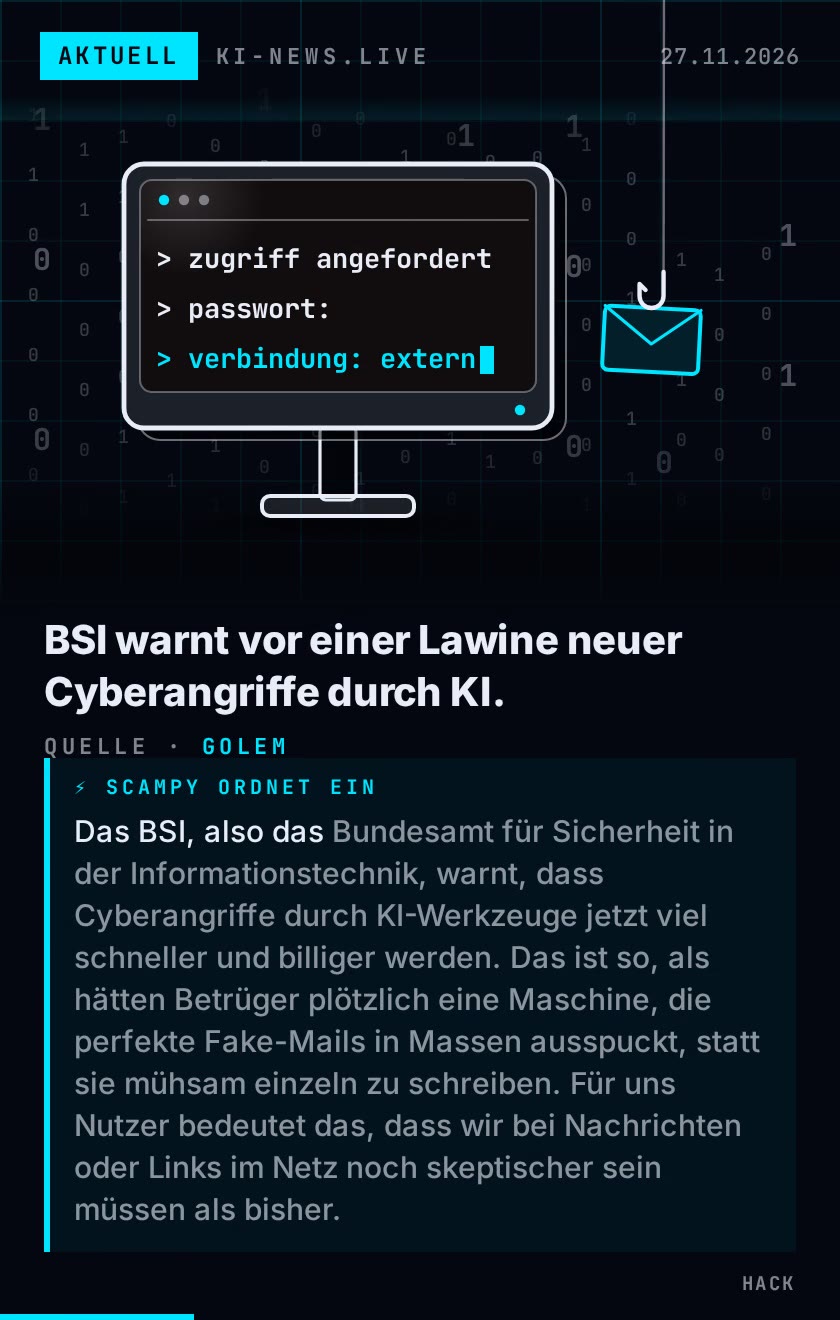 AKTUELL KI-NEWS.LIVE 27.11.2026
> zugriff angefordert
> passwort:
> verbindung: extern
BSI warnt vor einer Lawine neuer
Cyberangriffe durch KI.
QUELLE · GOLEM
⚡ SCAMPY ORDNET EIN
Das BSI, also das Bundesamt für Sicherheit in
der Informationstechnik, warnt, dass
Cyberangriffe durch KI-Werkzeuge jetzt viel
schneller und billiger werden. Das ist so, als
hätten Betrüger plötzlich eine Maschine, die
perfekte Fake-Mails in Massen ausspuckt, statt
sie mühsam einzeln zu schreiben. Für uns
Nutzer bedeutet das, dass wir bei Nachrichten
oder Links im Netz noch skeptischer sein
müssen als bisher.
HACK